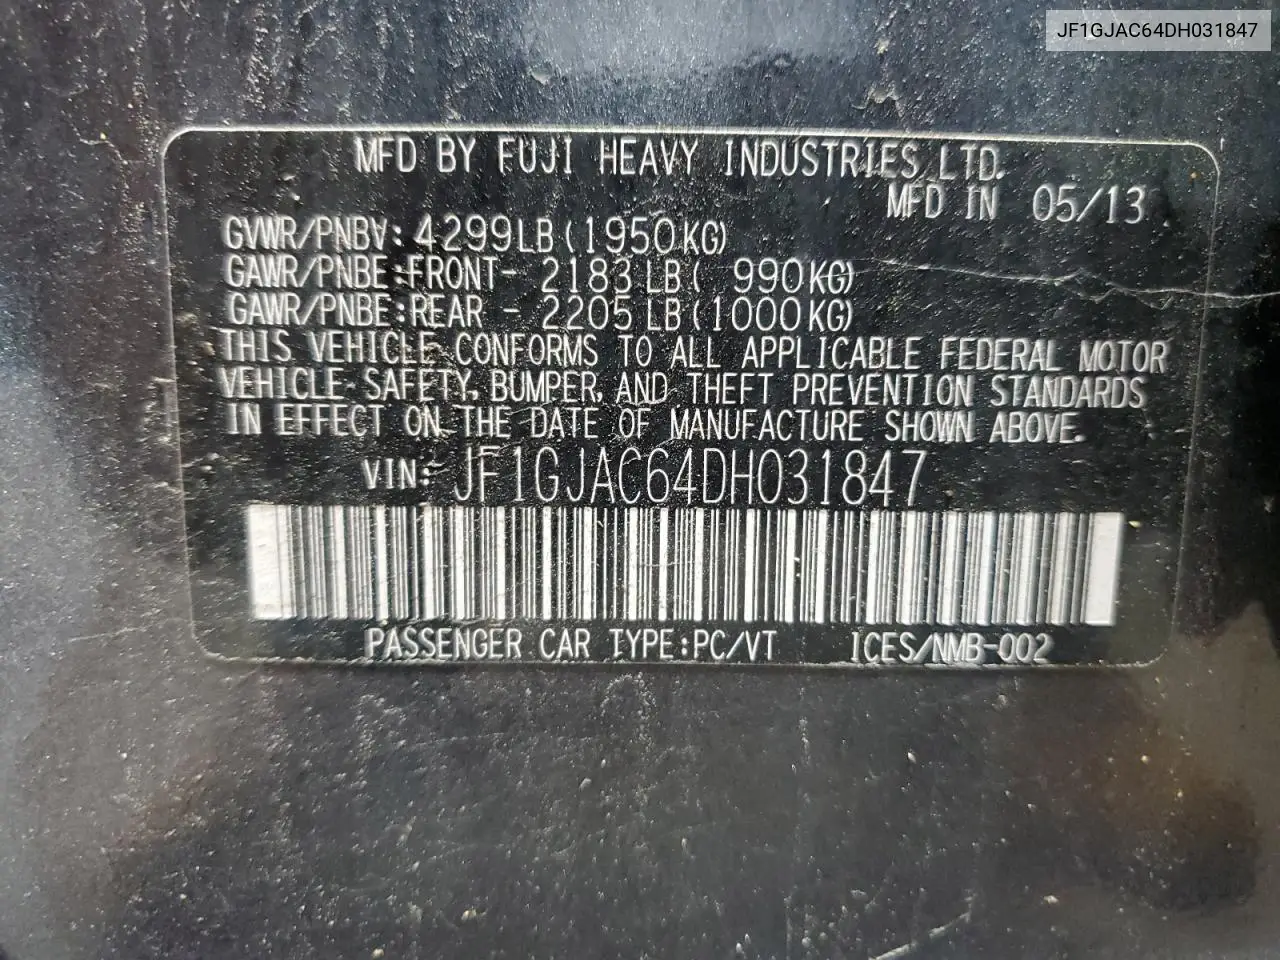 JF1GJAC64DH031847
MFD BY FUJI HEAVY INDUSTRIES LTD.
MFD IN 05/13
GVWR/PNBV: 4299LB (1950KG)
GAWR/PNBE:FRONT- 2183LB ( 990KG)
GAWR/PNBE:REAR - 2205LB (1000KG)
THIS VEHICLE CONFORMS TO ALL APPLICABLE FEDERAL MOTOR
VEHICLE SAFETY, BUMPER, AND THEFT PREVENTION STANDARDS
IN EFFECT ON THE DATE OF MANUFACTURE SHOWN ABOVE.
VIN: JF1GJAC64DH031847
PASSENGER CAR TYPE:PC/VT ICES/NMB-002